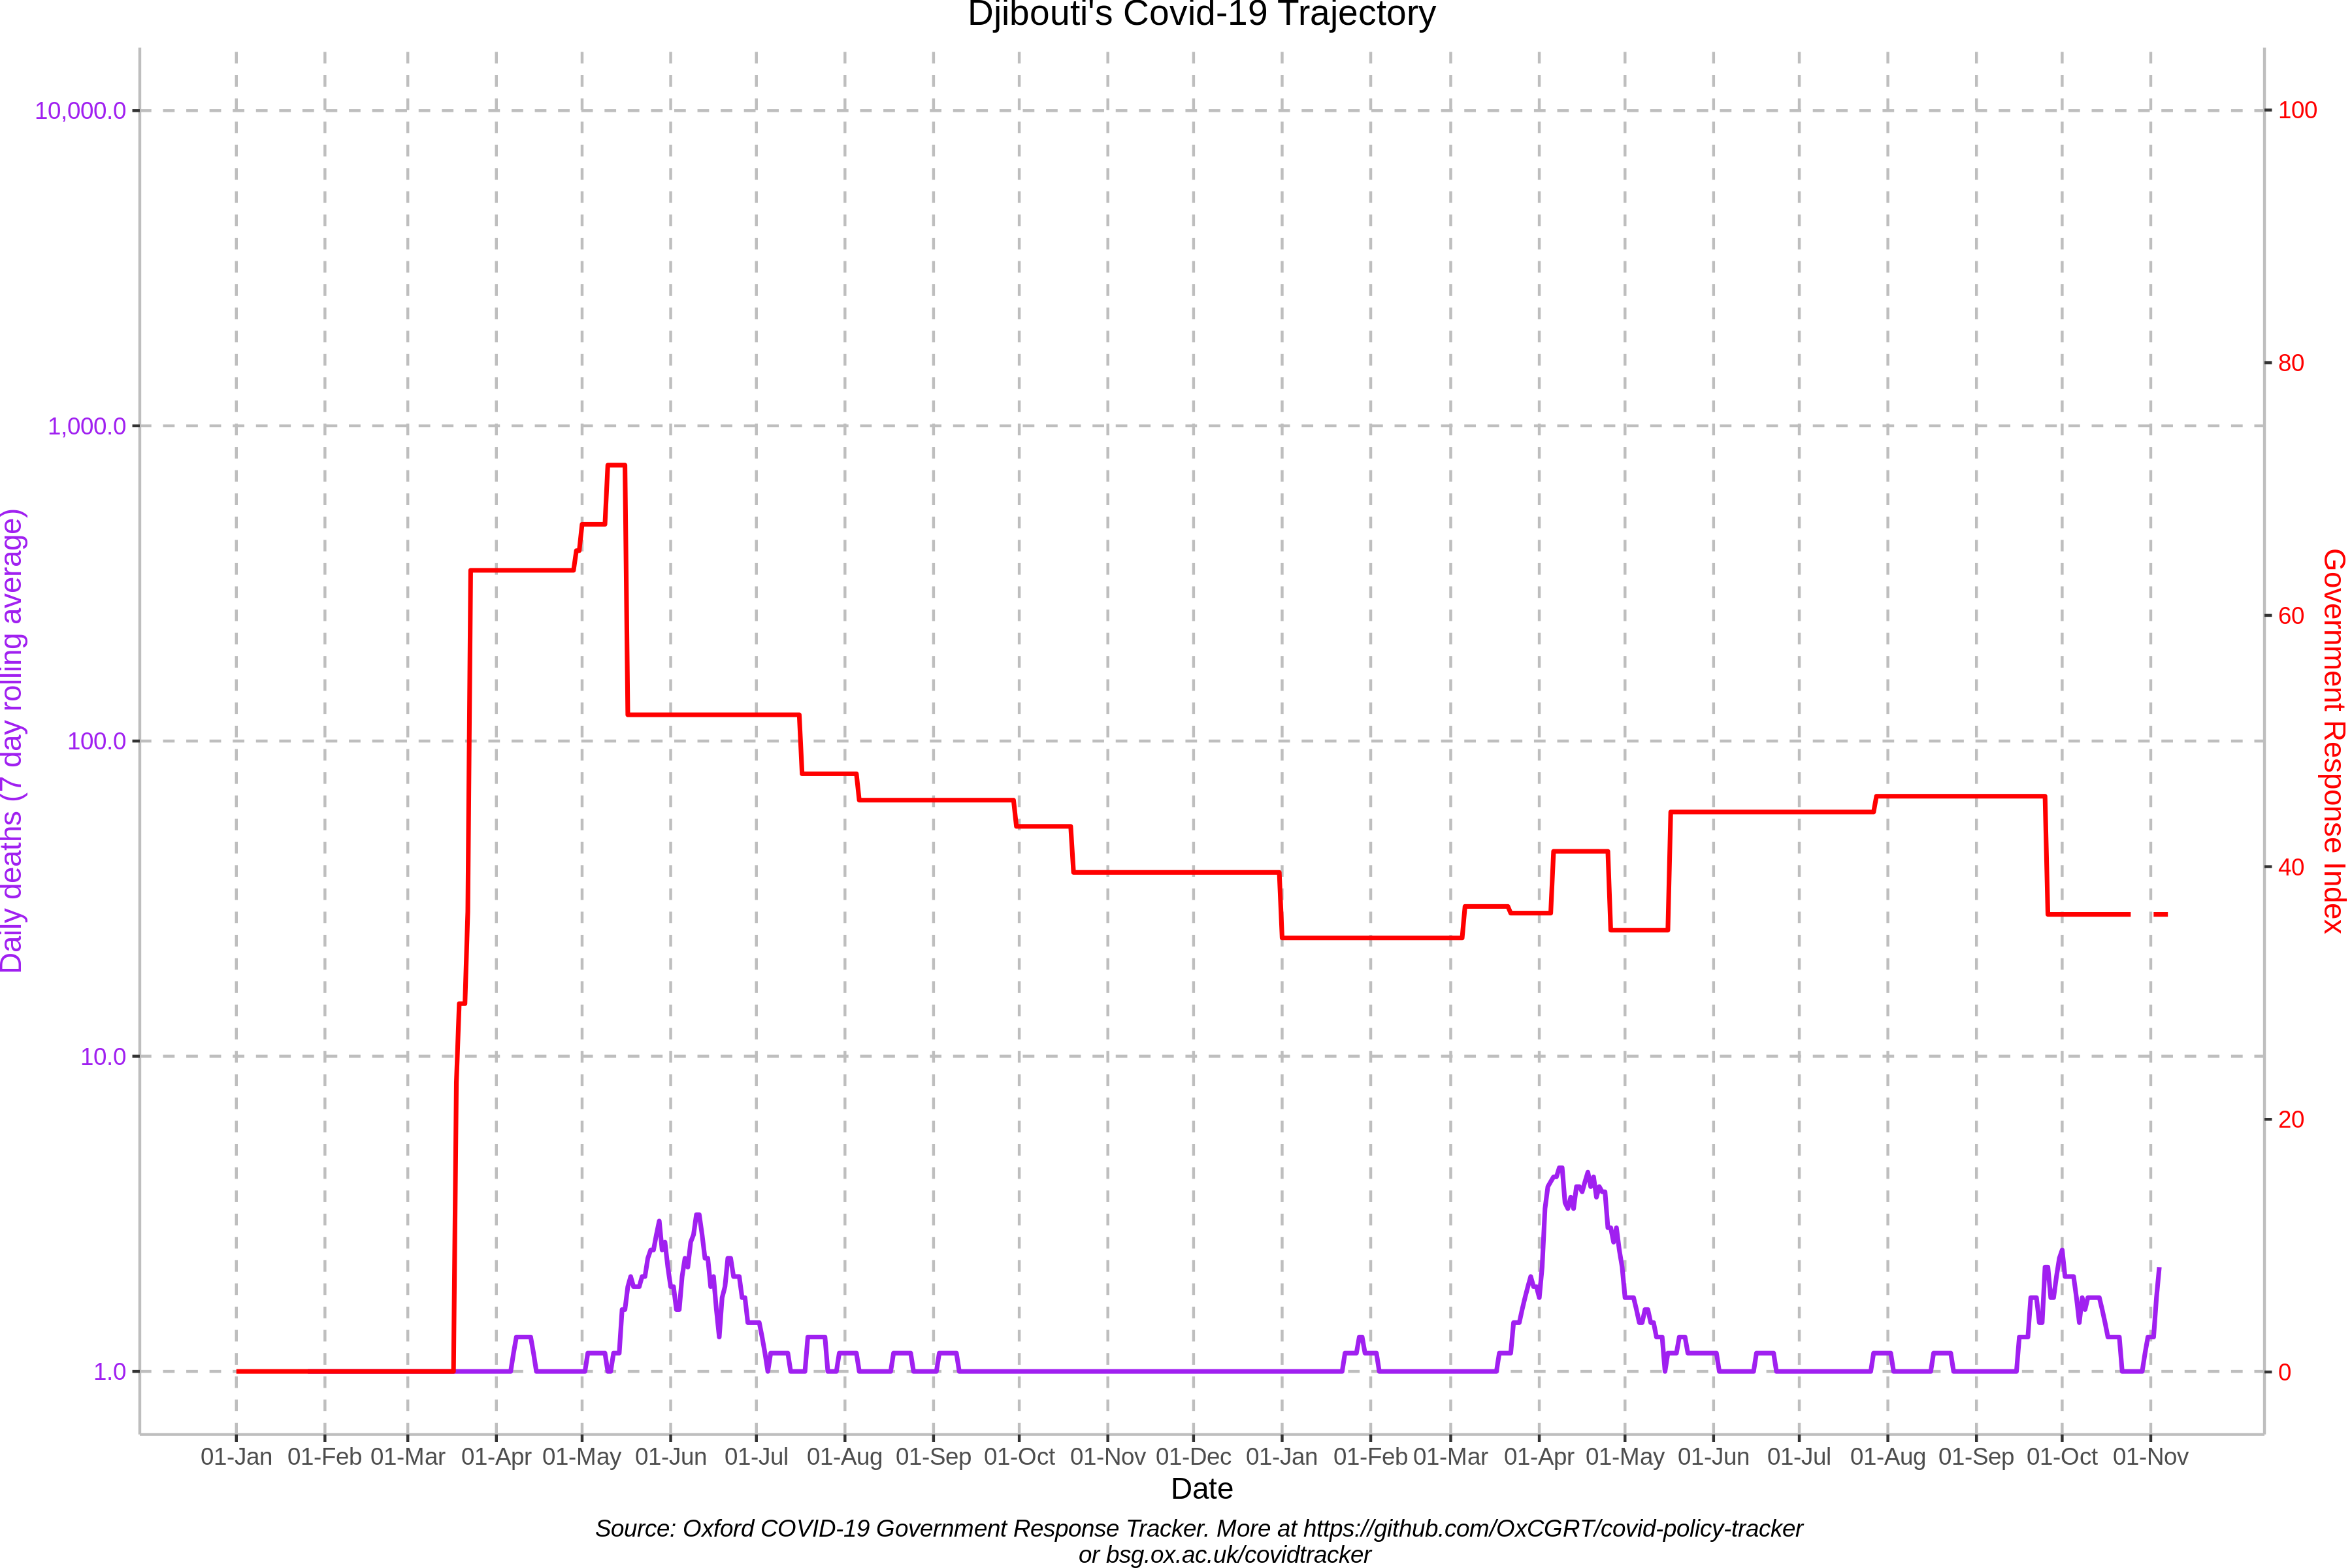 Djibouti's Covid-19 Trajectory
10,000.0
1,000.0
100.0
10.0
1.0
Daily deaths (7 day rolling average)
100
80
60
40
20
0
Government Response Index
01-Jan 01-Feb 01-Mar 01-Apr 01-May 01-Jun 01-Jul 01-Aug 01-Sep 01-Oct 01-Nov 01-Dec 01-Jan 01-Feb 01-Mar 01-Apr 01-May 01-Jun 01-Jul 01-Aug 01-Sep 01-Oct 01-Nov
Date
Source: Oxford COVID-19 Government Response Tracker. More at https://github.com/OxCGRT/covid-policy-tracker
or bsg.ox.ac.uk/covidtracker